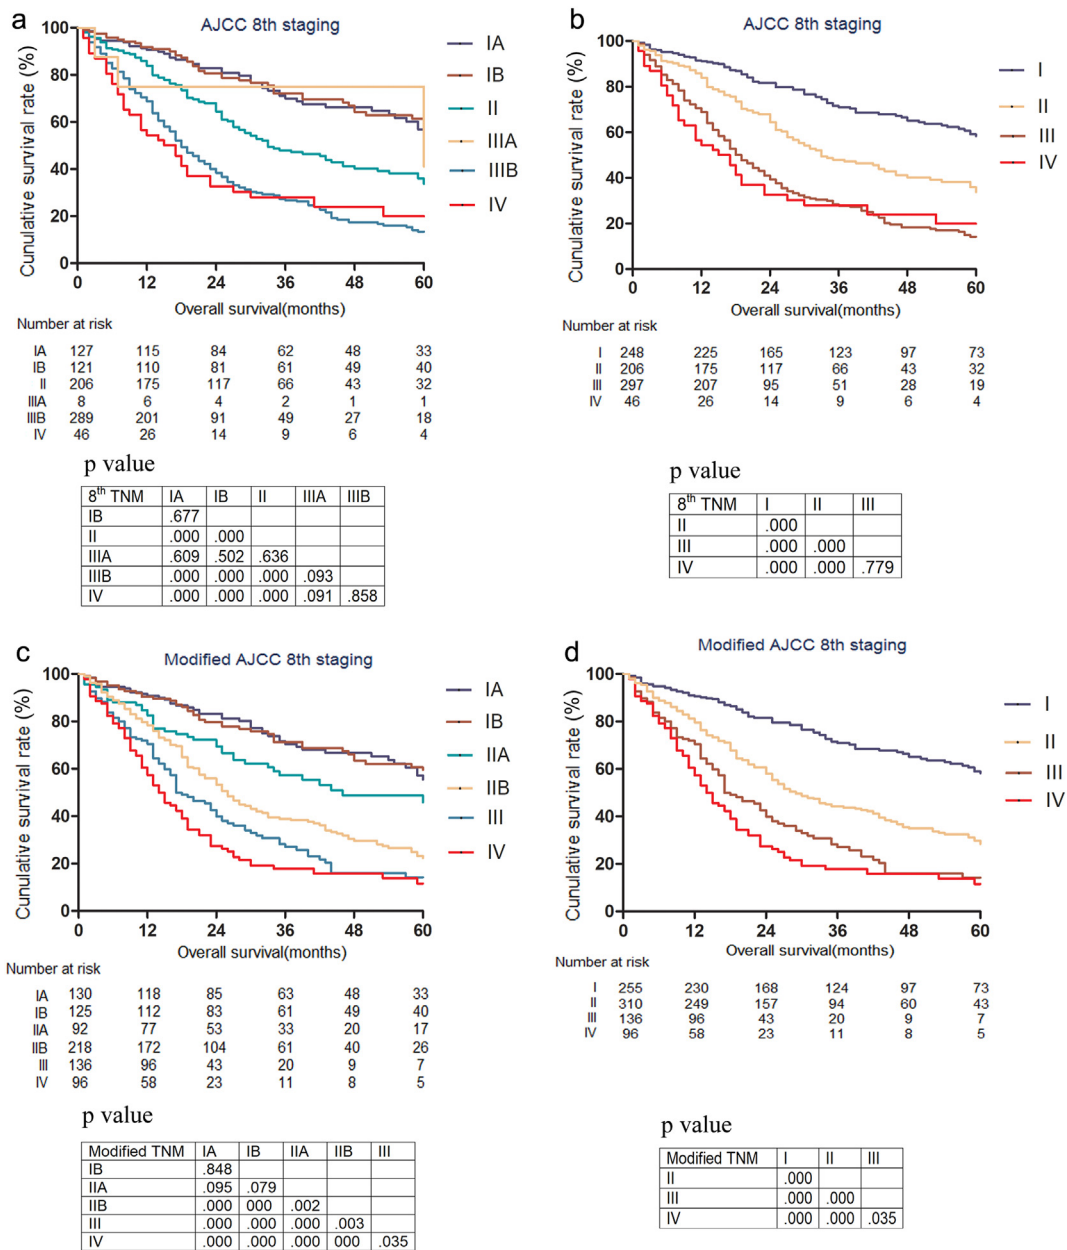 a
AJCC 8th staging
Cunulative survival rate (%)
100
80
60
40
20
0
0 12 24 36 48 60
Overall survival(months)
IA
IB
II
IIIA
IIIB
IV
Number at risk
IA 127 115 84 62 48 33
IB 121 110 81 61 49 40
II 206 175 117 66 43 32
IIIA 8 6 4 2 1 1
IIIB 289 201 91 49 27 18
IV 46 26 14 9 6 4
p value
8th TNM IA IB II IIIA IIIB
IB .677
II .000 .000
IIIA .609 .502 .636
IIIB .000 .000 .000 .093
IV .000 .000 .000 .091 .858
b
AJCC 8th staging
Cumulative survival rate (%)
100
80
60
40
20
0
0 12 24 36 48 60
Overall survival(months)
I
II
III
IV
Number at risk
I 248 225 165 123 97 73
II 206 175 117 66 43 32
III 297 207 95 51 28 19
IV 46 26 14 9 6 4
p value
8th TNM I II III
II .000
III .000 .000
IV .000 .000 .779
c
Modified AJCC 8th staging
Cunulative survival rate (%)
100
80
60
40
20
0
0 12 24 36 48 60
Overall survival(months)
IA
IB
IIA
IIB
III
IV
Number at risk
IA 130 118 85 63 48 33
IB 125 112 83 61 49 40
IIA 92 77 53 33 20 17
IIB 218 172 104 61 40 26
III 136 96 43 20 9 7
IV 96 58 23 11 8 5
p value
Modified TNM IA IB IIA IIB III
IB .848
IIA .095 .079
IIB .000 000 .002
III .000 .000 .000 .003
IV .000 .000 .000 000 .035
d
Modified AJCC 8th staging
Cumulative survival rate (%)
100
80
60
40
20
0
0 12 24 36 48 60
Overall survival(months)
I
II
III
IV
Number at risk
I 255 230 168 124 97 73
II 310 249 157 94 60 43
III 136 96 43 20 9 7
IV 96 58 23 11 8 5
p value
Modified TNM I II III
II .000
III .000 .000
IV .000 .000 .035